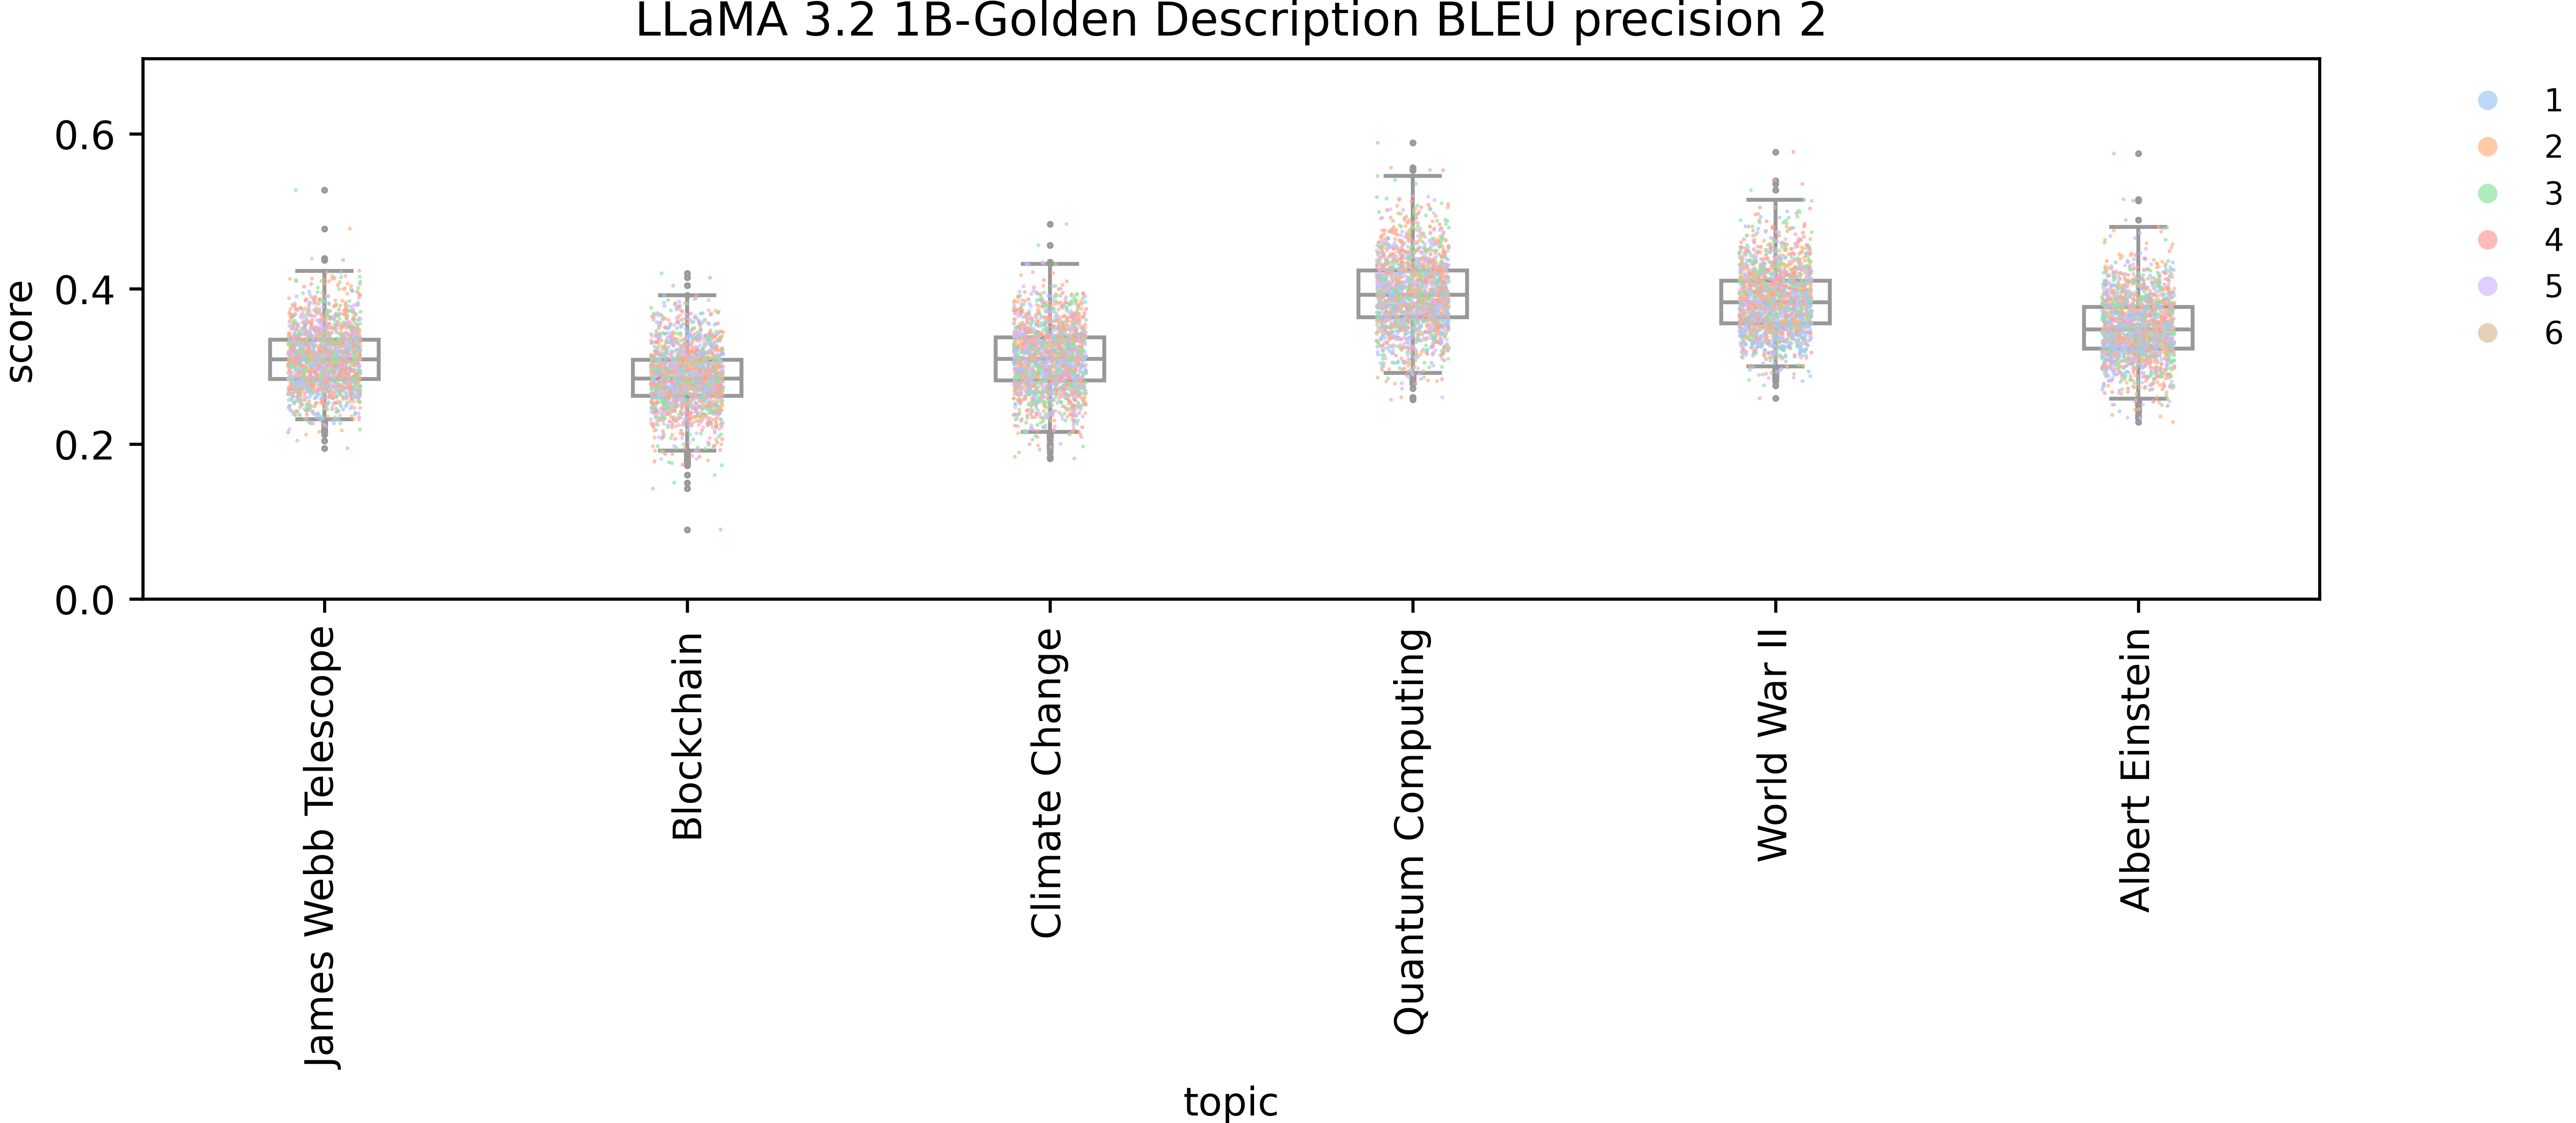 LLaMA 3.2 1B-Golden Description BLEU precision 2
score
0.6
0.4
0.2
0.0
James Webb Telescope
Blockchain
Climate Change
Quantum Computing
World War II
Albert Einstein
topic
1
2
3
4
5
6